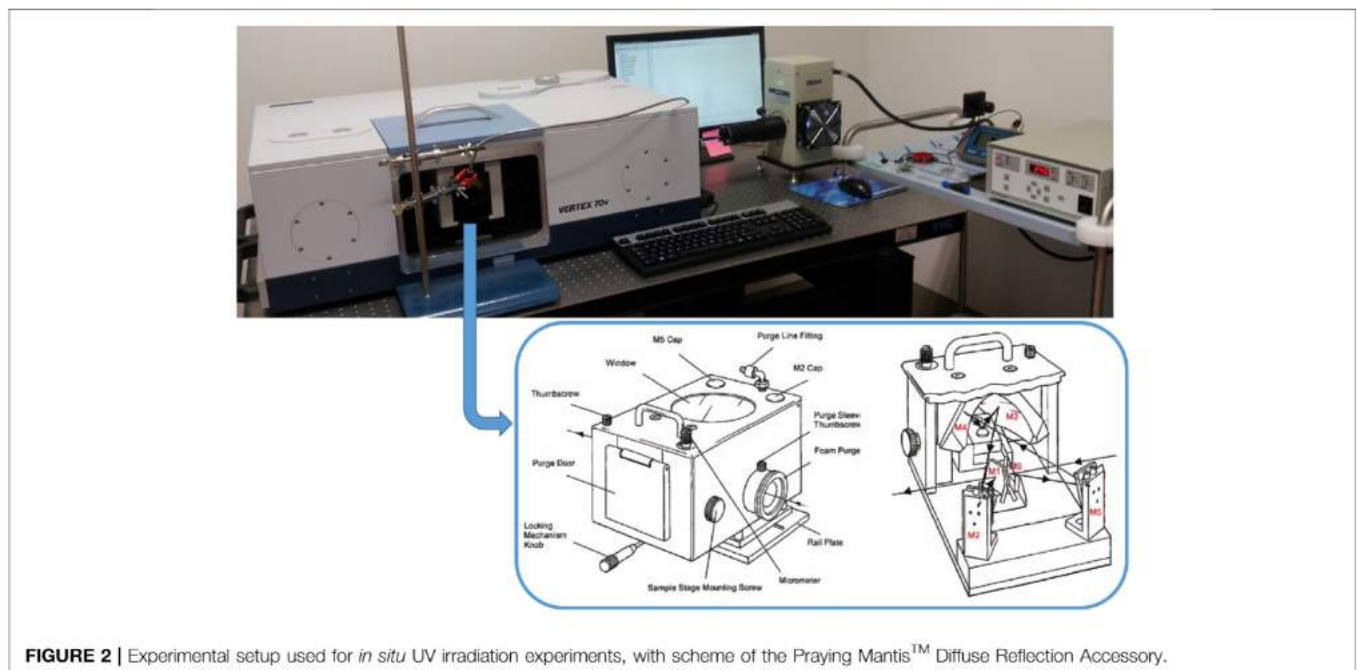 VERTEX 70v
M5 Cap
Purge Line Fitting
Window
M2 Cap
Thumbscrew
Purge Sleev
Thumbscrew
Foam Purge
Purge Door
Locking
Mechanism
Knob
Rail Plate
Micrometer
Sample Stage Mounting Screw
M4
M3
M1
M5
M2
FIGURE 2 | Experimental setup used for in situ UV irradiation experiments, with scheme of the Praying Mantis™ Diffuse Reflection Accessory.